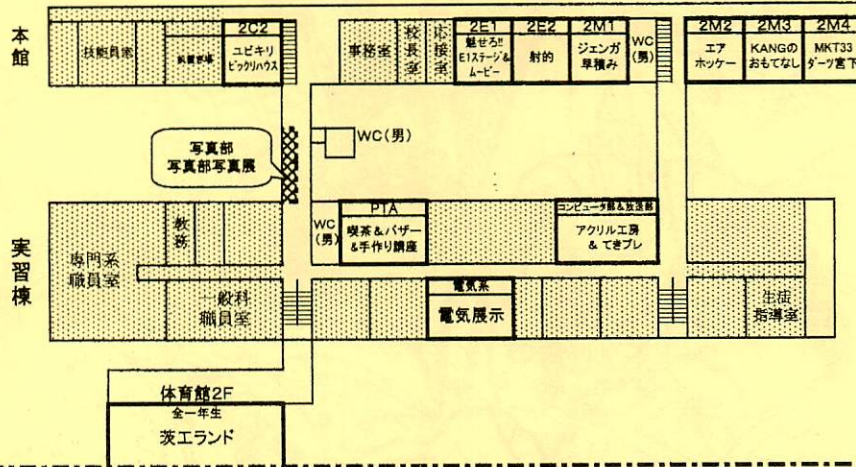 本館
技能員室
2C2
ユビキリ
ビックリハウス
事務室
校長室
応接室
2E1
魅せろ!!
E1ステージ&
ムービー
2E2
射的
2M1
ジェンガ
早積み
WC
(男)
2M2
エア
ホッケー
2M3
KANGの
おもてなし
2M4
MKT33
ダーツ宮下
写真部
写真部写真展
WC(男)
実習棟
専門系
職員室
教務
WC
(男)
PTA
喫茶&バザー
&手作り講座
コンピュータ部&放送部
アクリル工房
& てきプレ
一般科
職員室
電気系
電気展示
生活
指導室
体育館2F
全一年生
茨エランド